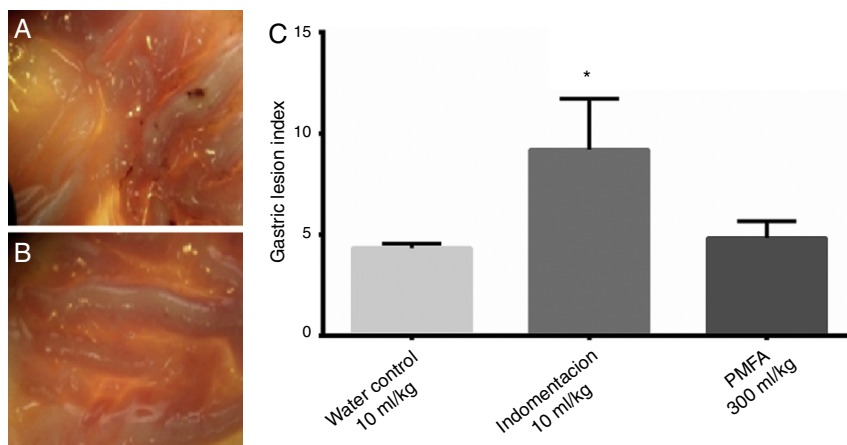 A
B
C
Gastric lesion index
15
10
5
0
*
Water control
10 ml/kg
Indomentacion
10 ml/kg
PMFA
300 ml/kg